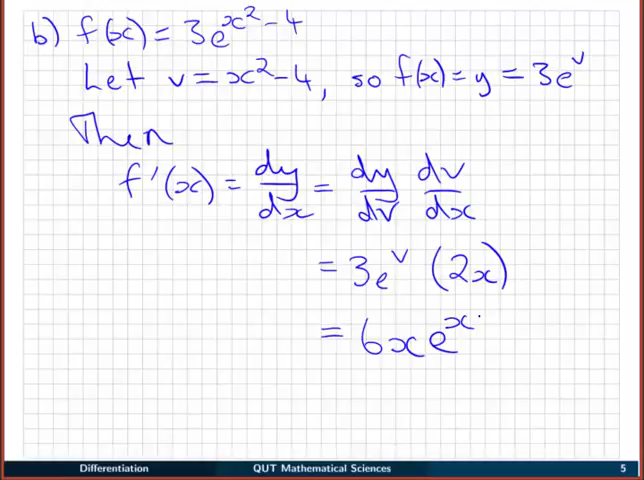 b) f(x) = 3e^{x²-4}
Let v = x² - 4, so f(x) = y = 3e^v
Then
f'(x) = dy/dx = dy/dv dv/dx
= 3e^v (2x)
= 6xe^x
Differentiation QUT Mathematical Sciences 5